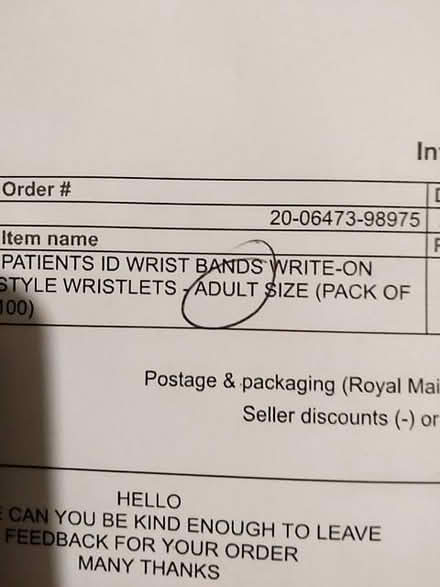 In
Order #
20-06473-98975
Item name
PATIENTS ID WRIST BANDS WRITE-ON
STYLE WRISTLETS - ADULT SIZE (PACK OF
100)
Postage & packaging (Royal Mai
Seller discounts (-) or
HELLO
E CAN YOU BE KIND ENOUGH TO LEAVE
FEEDBACK FOR YOUR ORDER
MANY THANKS